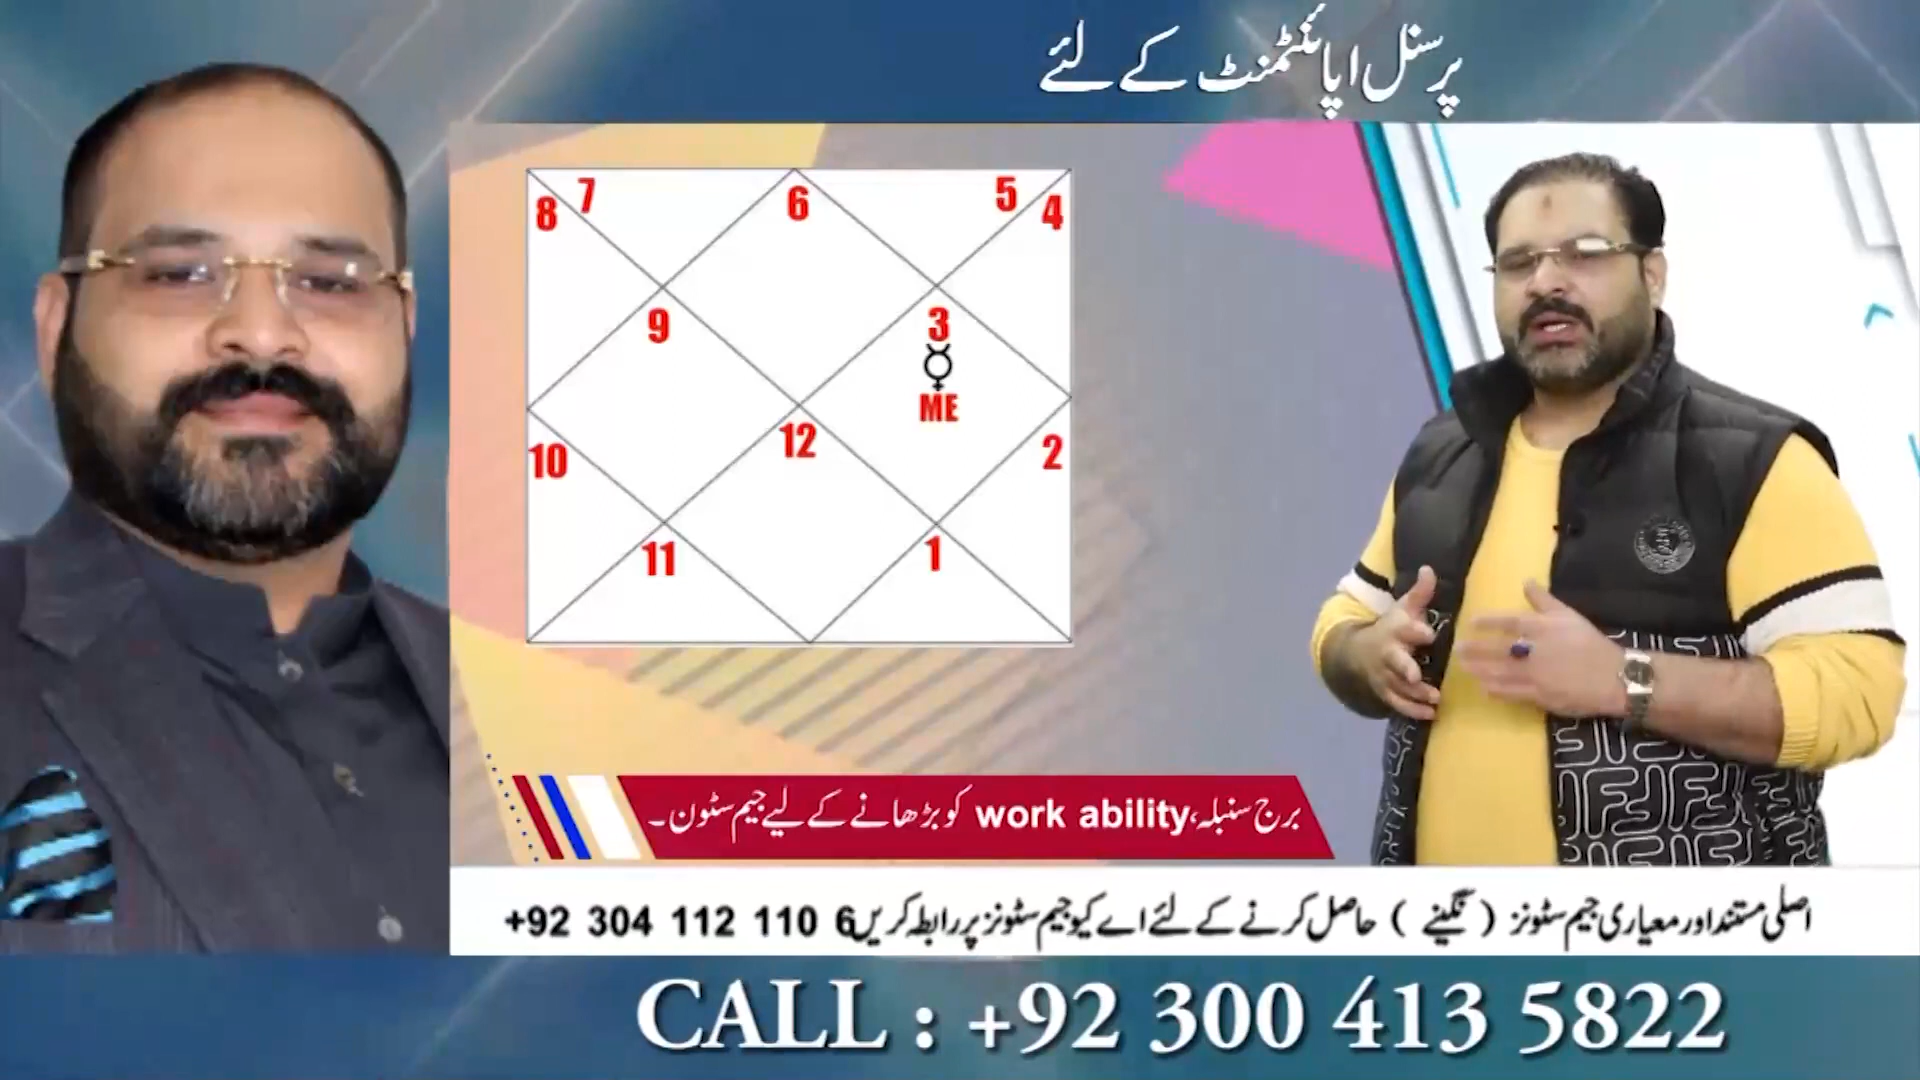 پرسنل اپائنٹمنٹ کے لئے
8 7 6 5 4
9 3
ME
10 12 2
11 1
برج سنبلہ، work ability کو بڑھانے کے لیے جیم سٹون۔
اصلی مستند اور معیاری جیم سٹونز ( نگینے ) حاصل کرنے کے لئے اے کیو جیم سٹونز پر رابطہ کریں +92 304 112 110 6
CALL : +92 300 413 5822